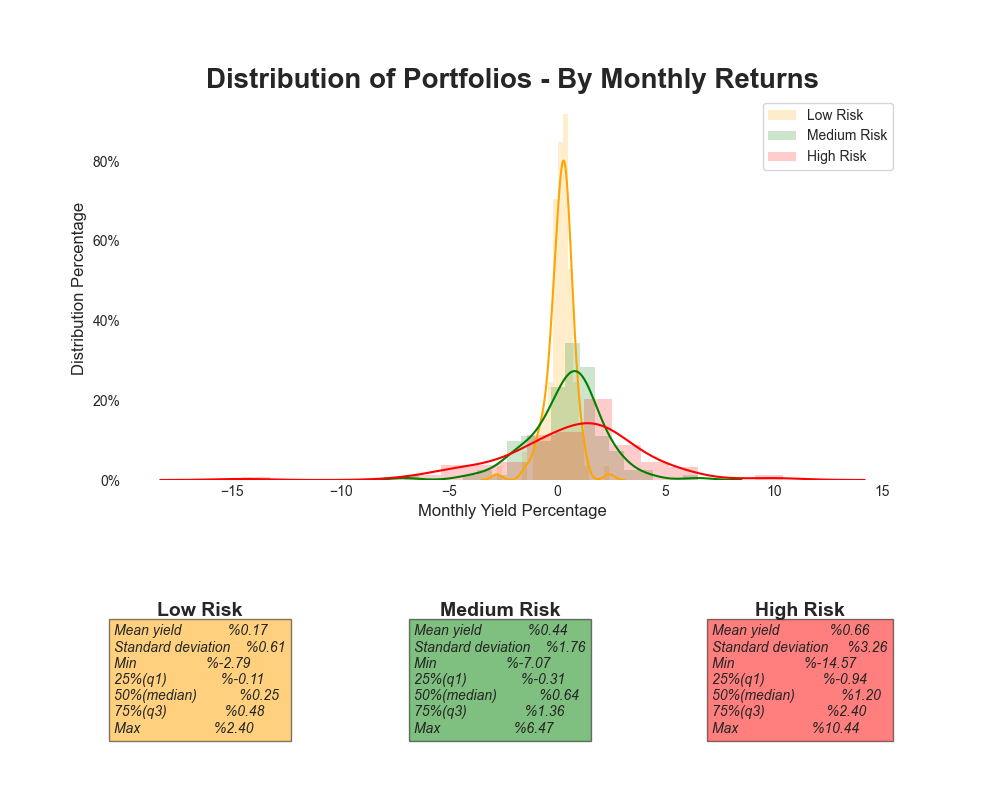 Distribution of Portfolios - By Monthly Returns
Low Risk
Medium Risk
High Risk
Distribution Percentage
80%
60%
40%
20%
0%
−15 −10 −5 0 5 10 15
Monthly Yield Percentage
Low Risk
Mean yield %0.17
Standard deviation %0.61
Min %-2.79
25%(q1) %-0.11
50%(median) %0.25
75%(q3) %0.48
Max %2.40
Medium Risk
Mean yield %0.44
Standard deviation %1.76
Min %-7.07
25%(q1) %-0.31
50%(median) %0.64
75%(q3) %1.36
Max %6.47
High Risk
Mean yield %0.66
Standard deviation %3.26
Min %-14.57
25%(q1) %-0.94
50%(median) %1.20
75%(q3) %2.40
Max %10.44